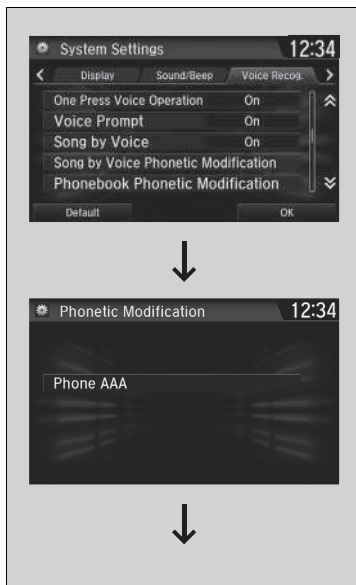 System Settings 12:34
Display Sound/Beep Voice Recog.
One Press Voice Operation On
Voice Prompt On
Song by Voice On
Song by Voice Phonetic Modification
Phonebook Phonetic Modification
Default OK
Phonetic Modification 12:34
Phone AAA